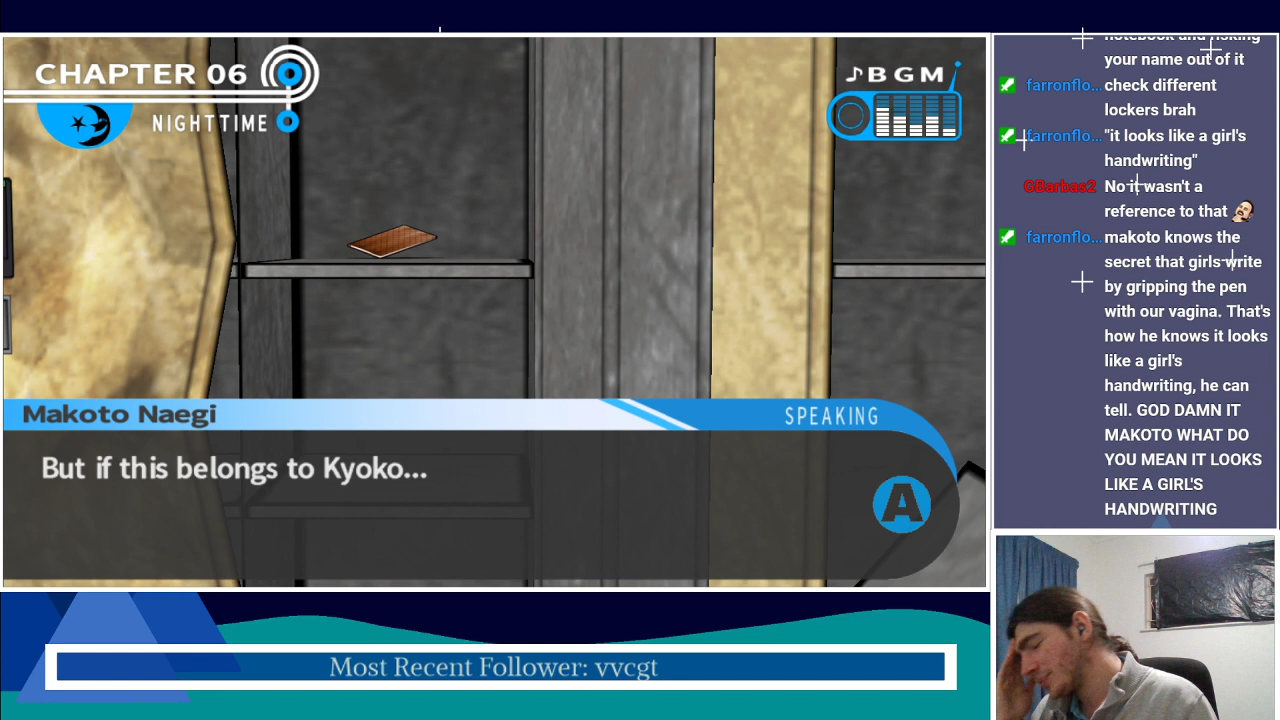 CHAPTER 06
NIGHTTIME
♪BGM
Makoto Naegi
SPEAKING
But if this belongs to Kyoko...
A
your name out of it
farronflo... check different
lockers brah
farronflo... "it looks like a girl's
handwriting"
GBarbas2 No it wasn't a
reference to that
farronflo... makoto knows the
secret that girls write
by gripping the pen
with our vagina. That's
how he knows it looks
like a girl's
handwriting, he can
tell. GOD DAMN IT
MAKOTO WHAT DO
YOU MEAN IT LOOKS
LIKE A GIRL'S
HANDWRITING
Most Recent Follower: vvcgt